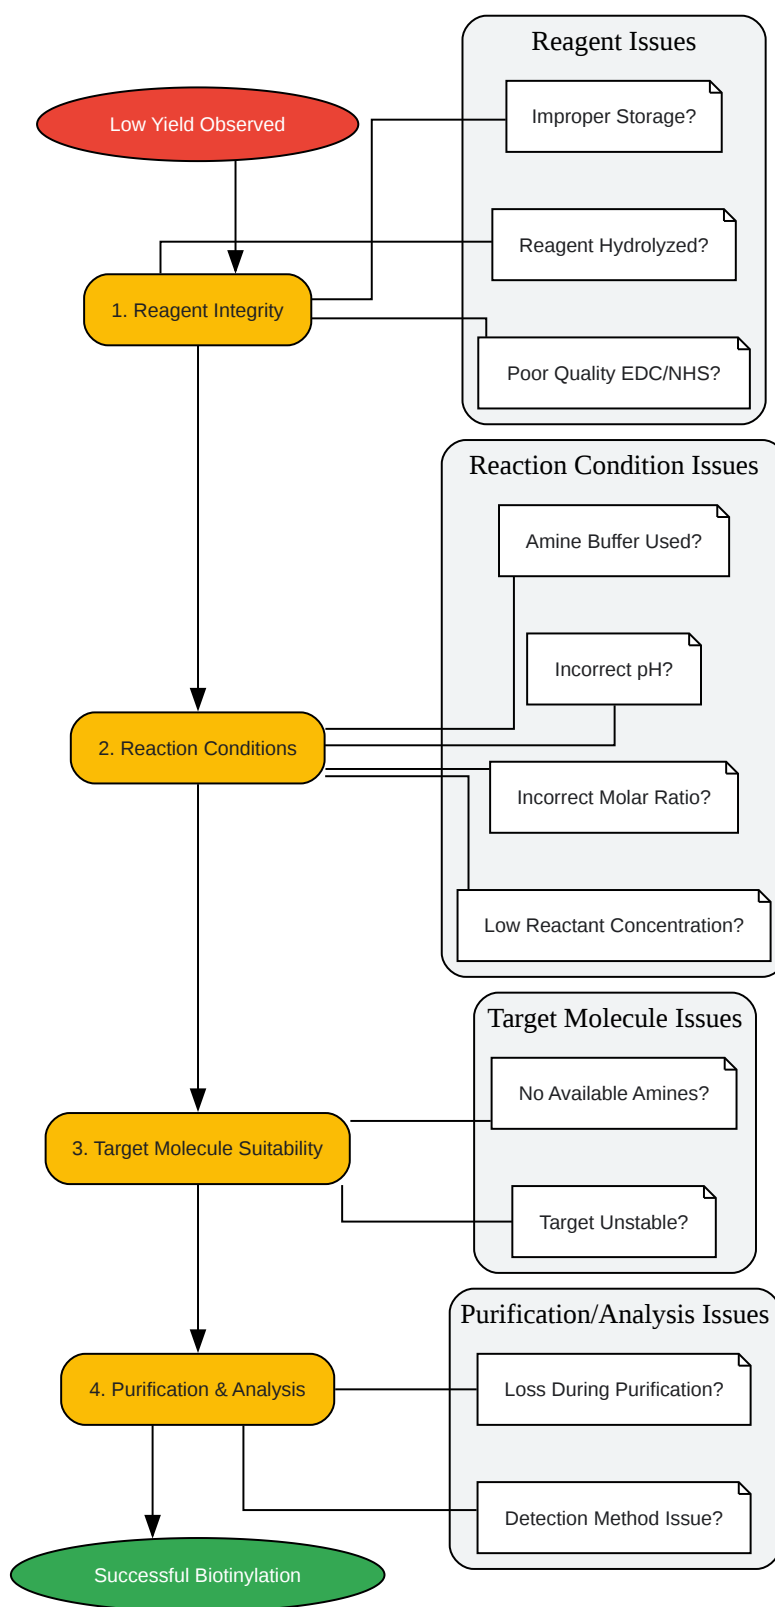 Reagent Issues
Low Yield Observed
Improper Storage?
Reagent Hydrolyzed?
1. Reagent Integrity
Poor Quality EDC/NHS?
Reaction Condition Issues
Amine Buffer Used?
Incorrect pH?
2. Reaction Conditions
Incorrect Molar Ratio?
Low Reactant Concentration?
Target Molecule Issues
No Available Amines?
3. Target Molecule Suitability
Target Unstable?
Purification/Analysis Issues
4. Purification & Analysis
Loss During Purification?
Detection Method Issue?
Successful Biotinylation